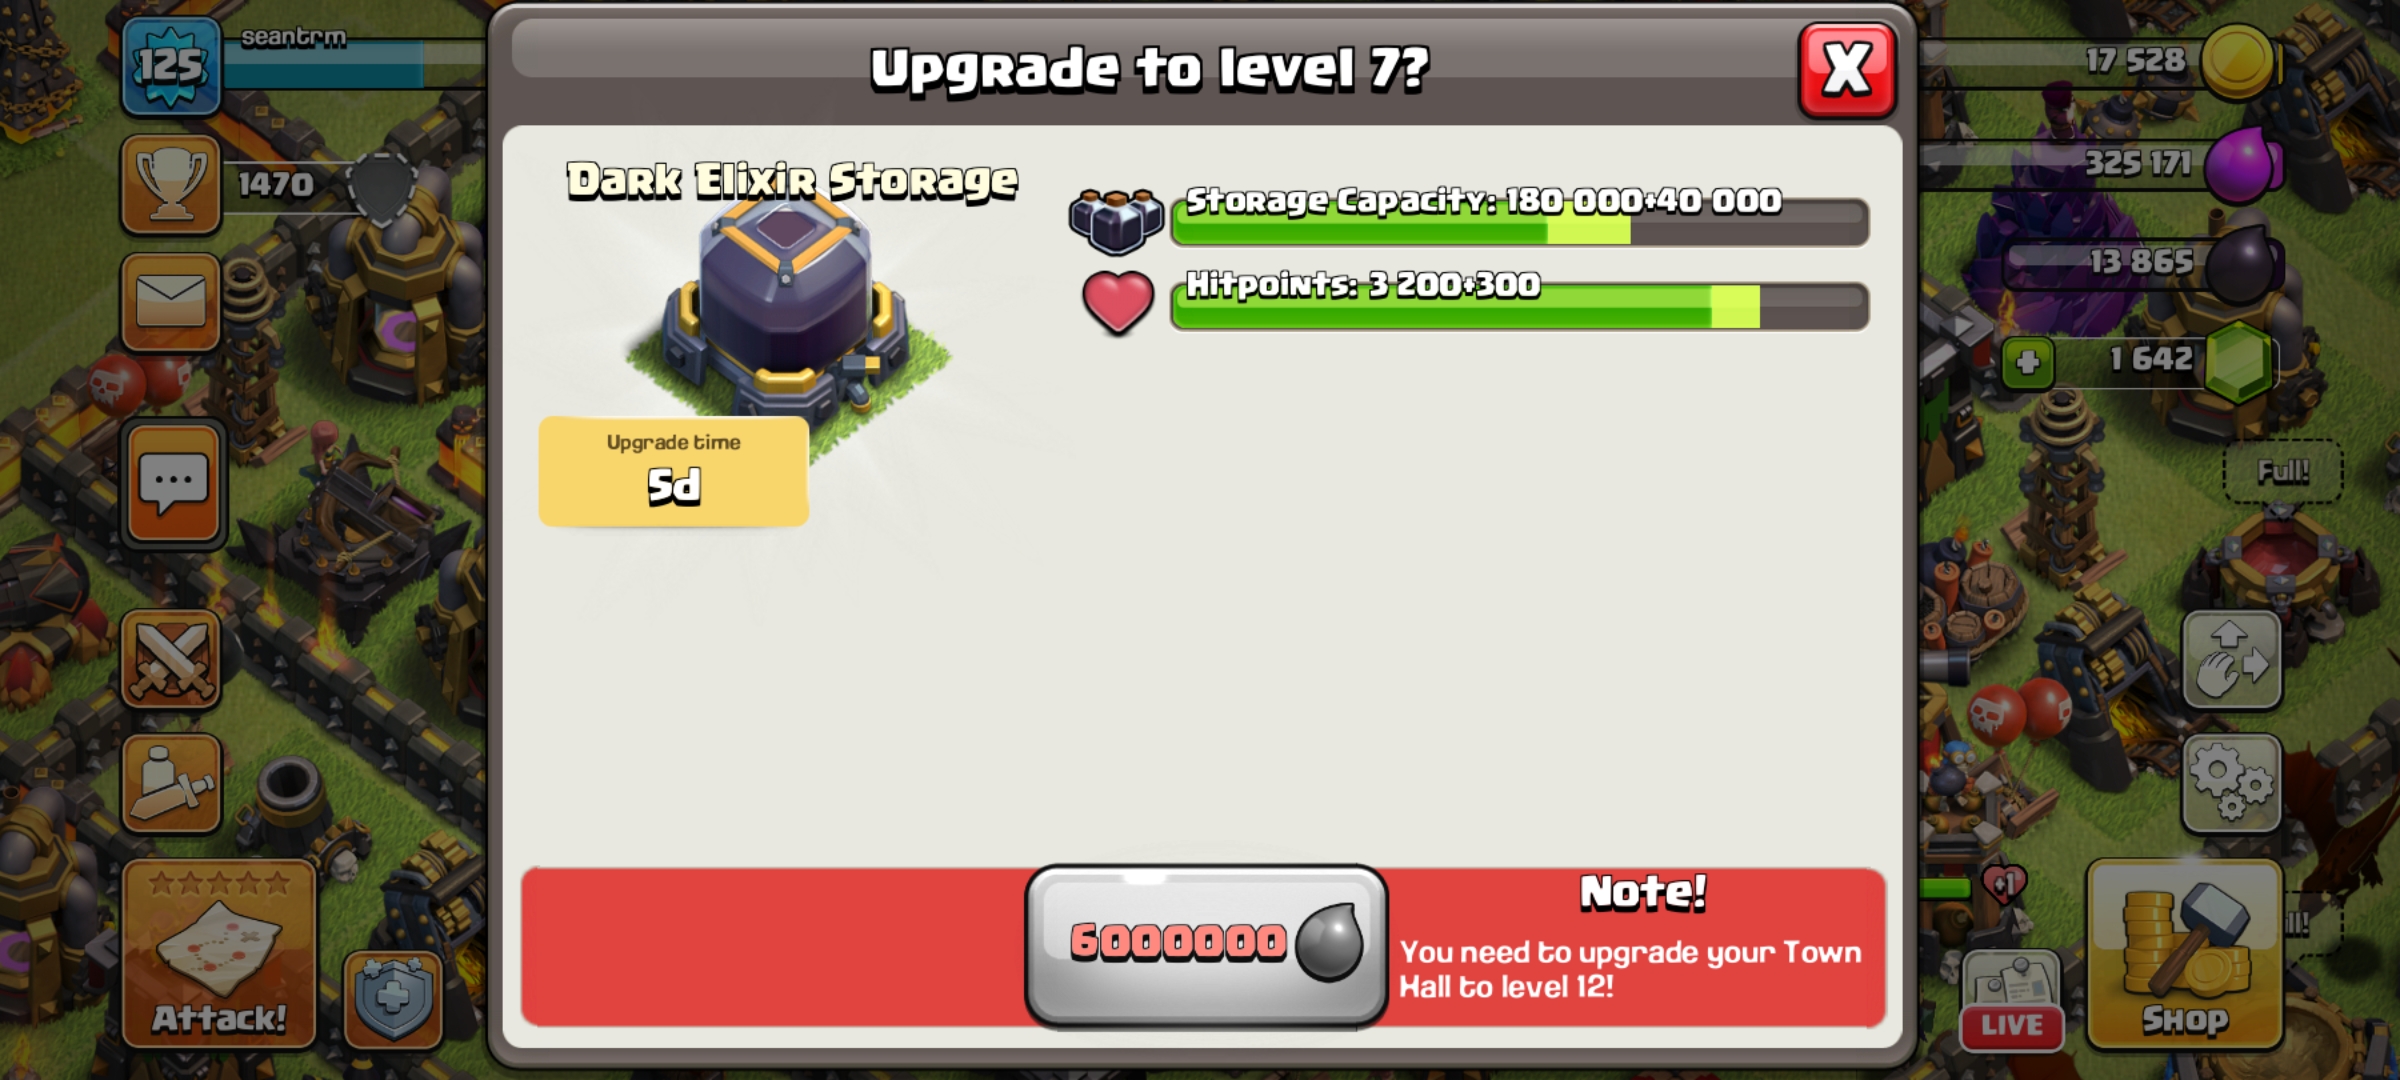 125
seantrm
1470
Attack!
Upgrade to level 7?
X
Dark Elixir Storage
Storage Capacity: 180 000+40 000
Hitpoints: 3 200+300
Upgrade time
5d
6000000
Note!
You need to upgrade your Town
Hall to level 12!
17 528
325 171
13 865
1 642
Full!
+1
LIVE
Shop